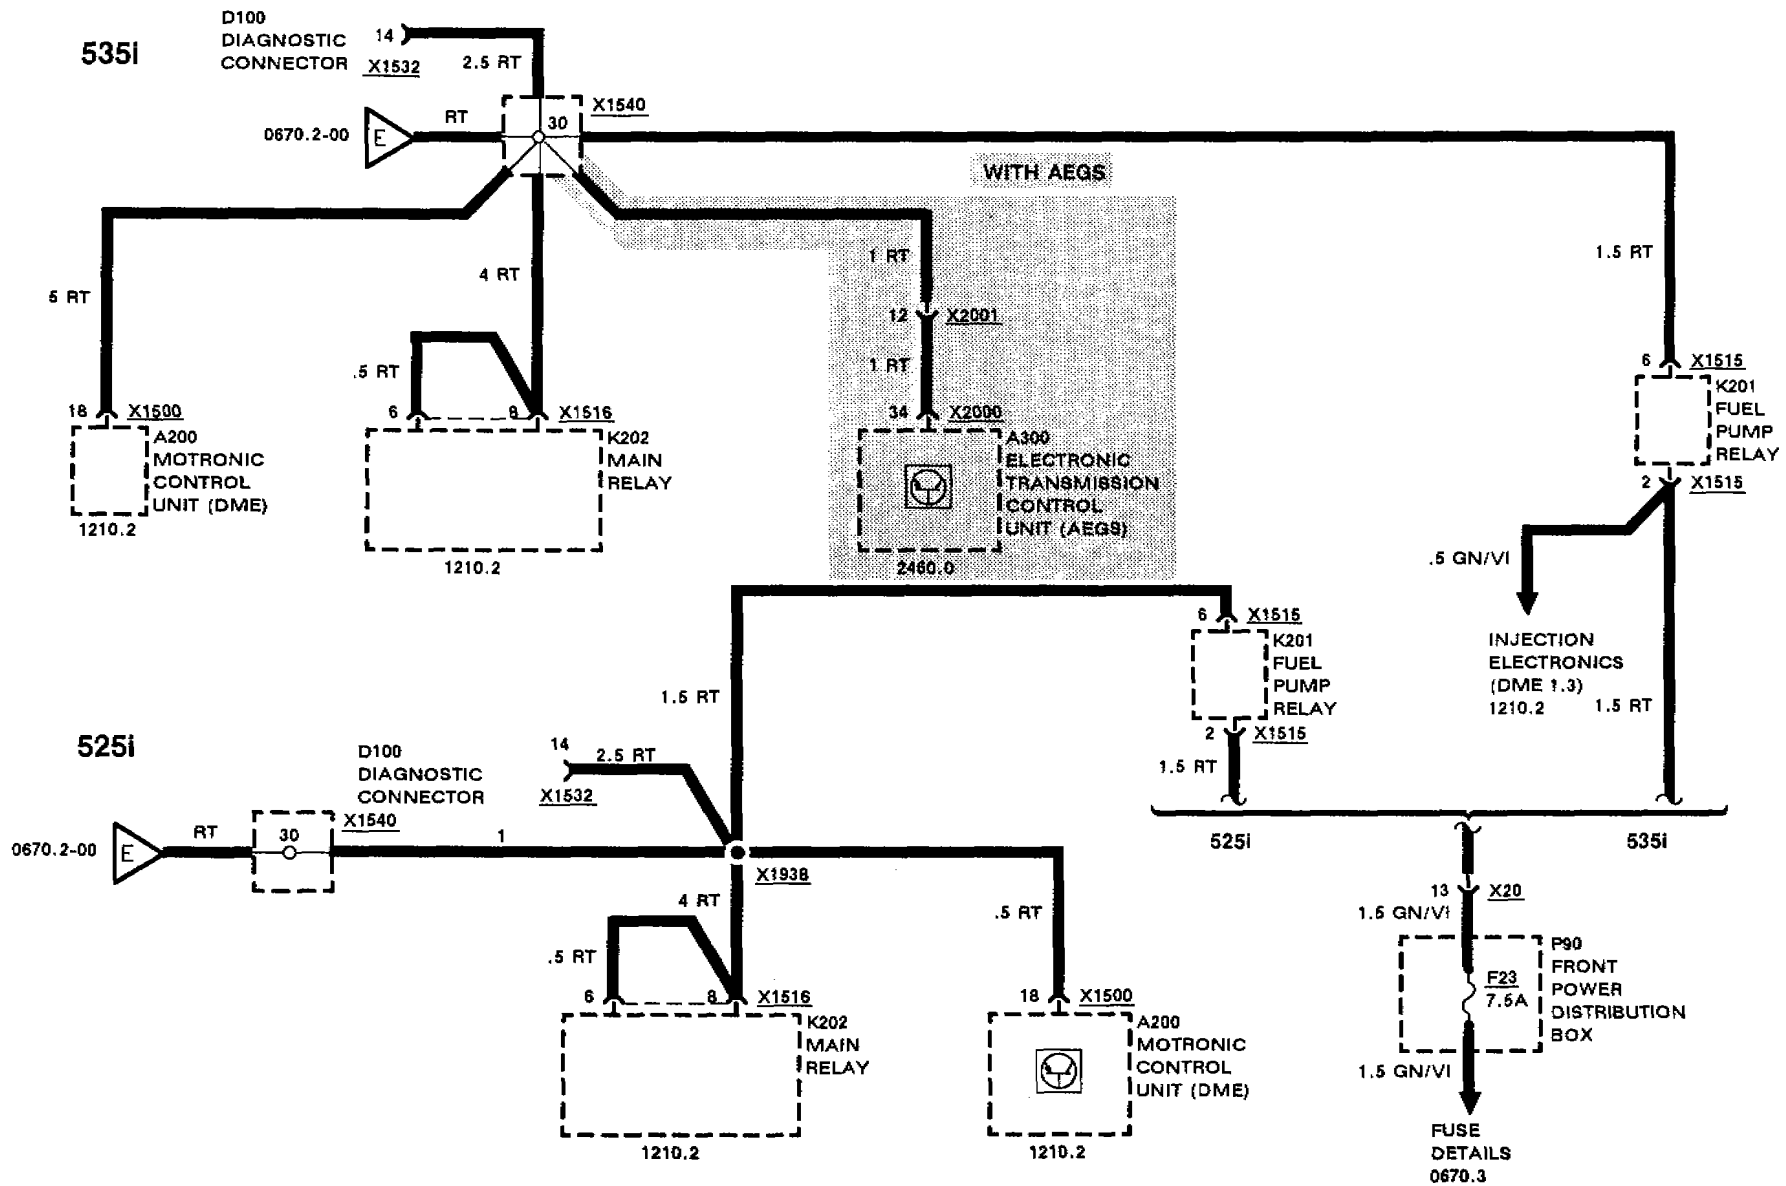 535i
D100
DIAGNOSTIC
CONNECTOR
14
X1532
2.5 RT
0670.2-00
E
RT
30
X1540
WITH AEGS
5 RT
4 RT
.5 RT
1 RT
12
X2001
1 RT
1.5 RT
18
X1500
A200
MOTRONIC
CONTROL
UNIT (DME)
1210.2
6
8
X1516
K202
MAIN
RELAY
1210.2
34
X2000
A300
ELECTRONIC
TRANSMISSION
CONTROL
UNIT (AEGS)
2460.0
6
X1515
K201
FUEL
PUMP
RELAY
2
X1515
.5 GN/VI
INJECTION
ELECTRONICS
(DME 1.3)
1210.2
1.5 RT
6
X1515
K201
FUEL
PUMP
RELAY
2
X1515
1.5 RT
1.5 RT
525i
D100
DIAGNOSTIC
CONNECTOR
14
X1532
2.5 RT
0670.2-00
E
RT
30
X1540
1
X1938
4 RT
.5 RT
.5 RT
6
8
X1516
K202
MAIN
RELAY
1210.2
18
X1500
A200
MOTRONIC
CONTROL
UNIT (DME)
1210.2
525i
535i
13
X20
1.5 GN/VI
F23
7.5A
P90
FRONT
POWER
DISTRIBUTION
BOX
1.5 GN/VI
FUSE
DETAILS
0670.3